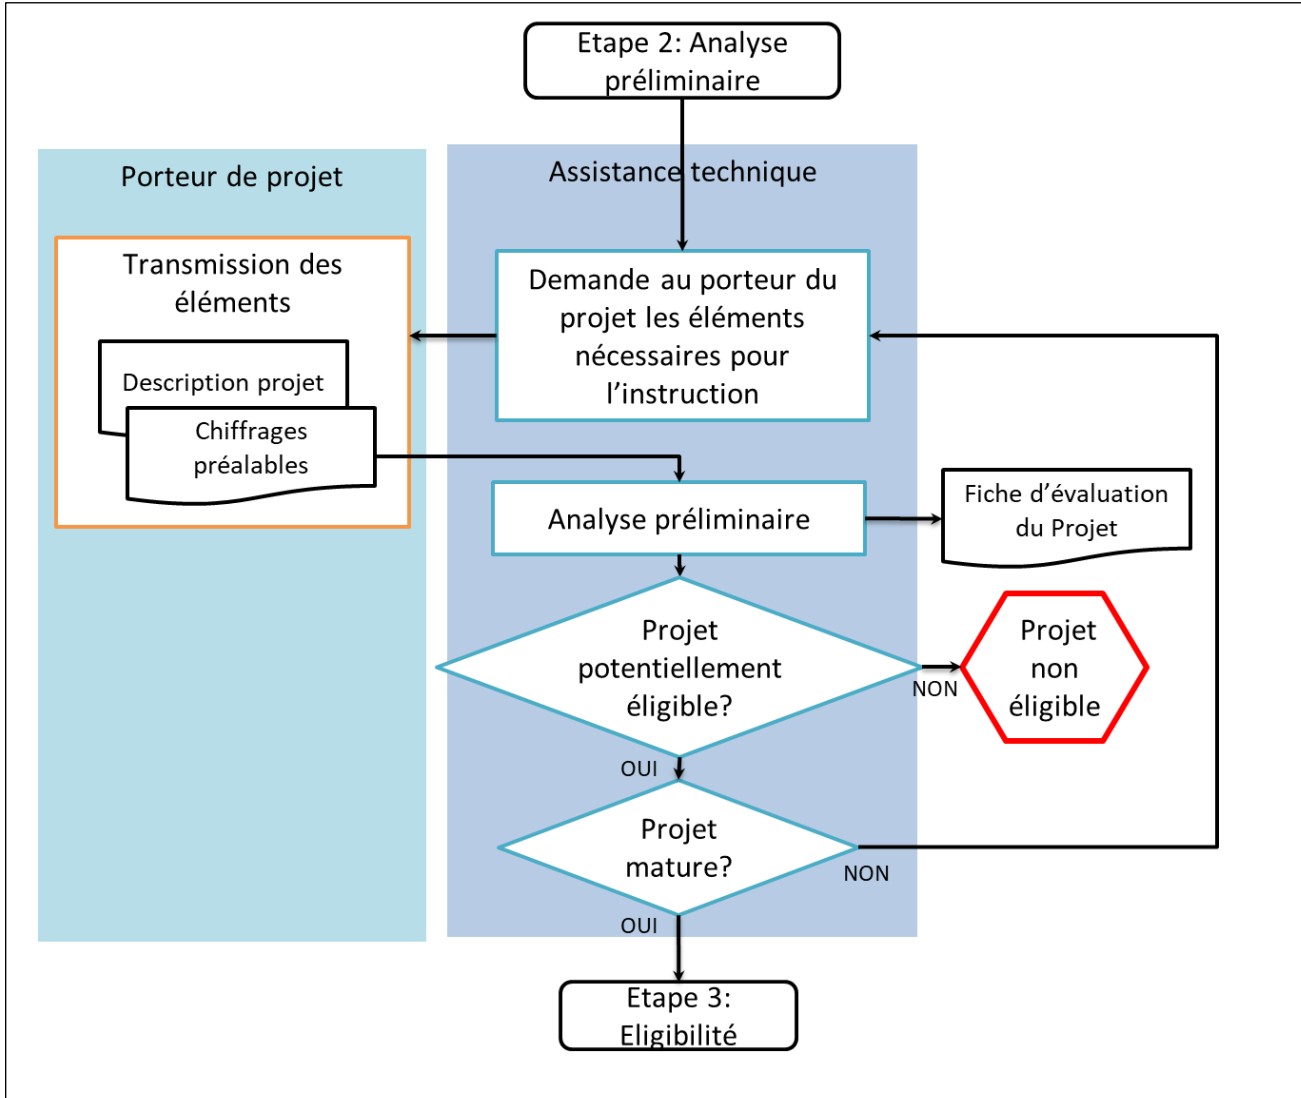 Etape 2: Analyse
préliminaire
Porteur de projet
Assistance technique
Transmission des
éléments
Description projet
Chiffrages
préalables
Demande au porteur du
projet les éléments
nécessaires pour
l’instruction
Analyse préliminaire
Fiche d’évaluation
du Projet
Projet
potentiellement
éligible?
NON
Projet
non
éligible
OUI
Projet
mature?
NON
OUI
Etape 3:
Eligibilité